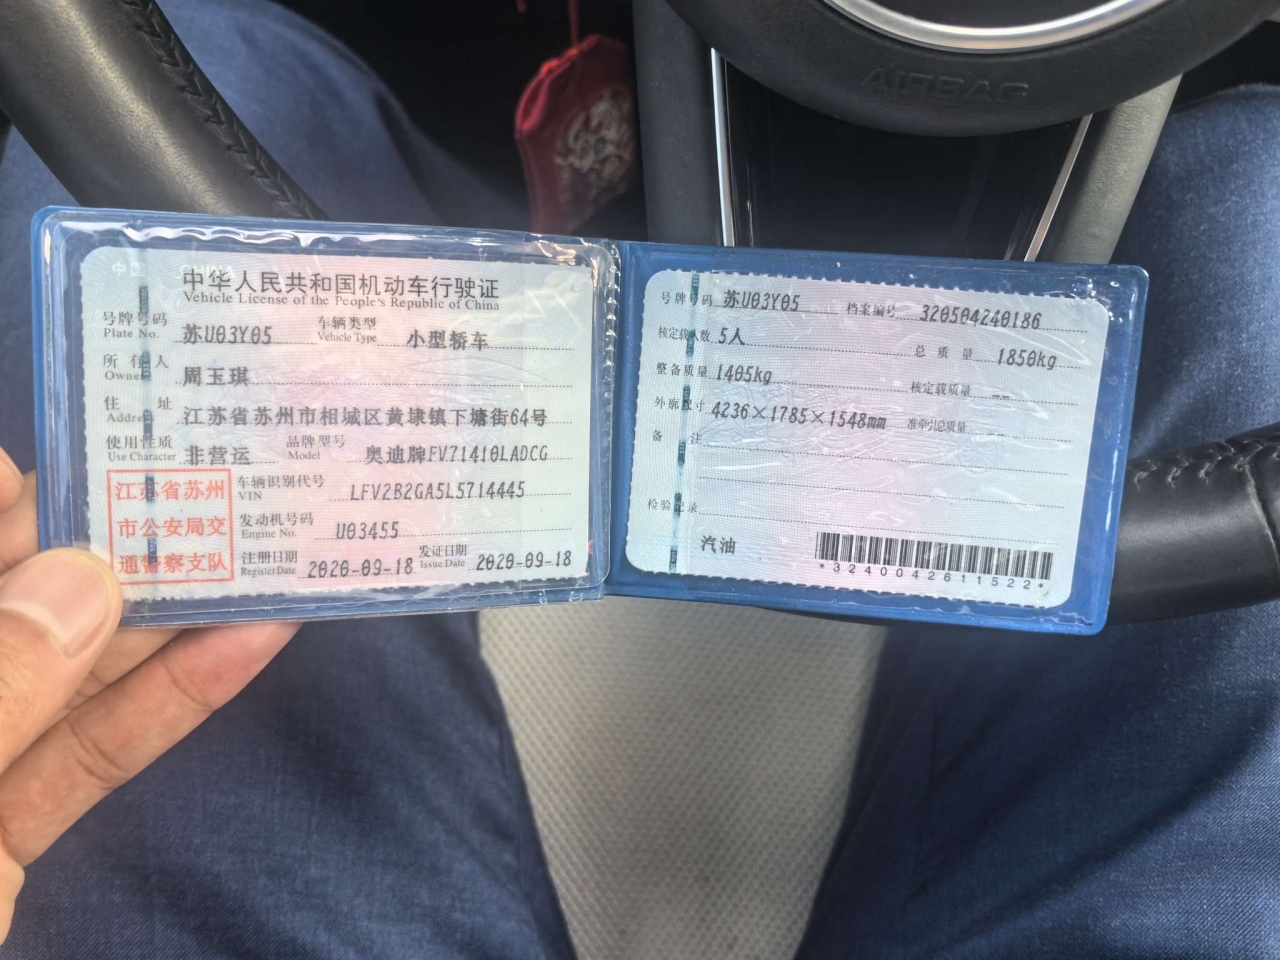 AIRBAG
中华人民共和国机动车行驶证
Vehicle License of the People's Republic of China
号牌号码 苏U03Y05 车辆类型 小型轿车
Plate No. Vehicle Type
所有人 周玉琪
Owner
住址 江苏省苏州市相城区黄埭镇下塘街64号
Address
使用性质 非营运 品牌型号 奥迪牌FV71410LADCG
Use Character Model
江苏省苏州
市公安局交
通警察支队
车辆识别代号 LFV2B2GA5L5714445
VIN
发动机号码 U03455
Engine No.
注册日期 2020-09-18 发证日期 2020-09-18
Register Date Issue Date
号牌号码 苏U03Y05 档案编号 320504240186
核定载人数 5人 总质量 1850kg
整备质量 1405kg 核定载质量 --
外廓尺寸 4236×1785×1548mm 准牵引总质量 --
备注
检验记录
汽油
*3240042611522*